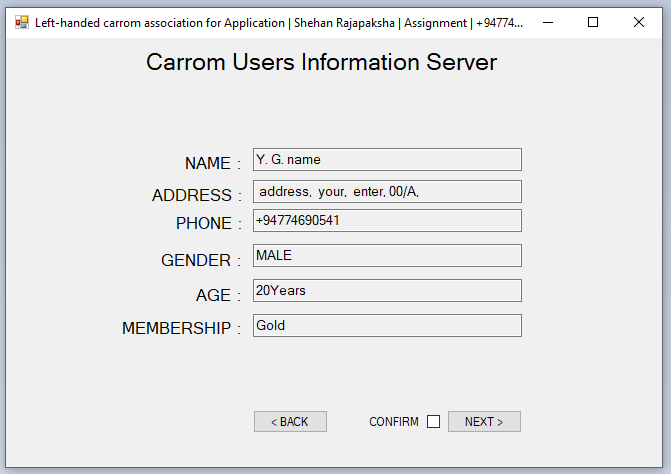 Left-handed carrom association for Application | Shehan Rajapaksha | Assignment | +94774...
Carrom Users Information Server
NAME : Y. G. name
ADDRESS : address, your, enter, 00/A,
PHONE : +94774690541
GENDER : MALE
AGE : 20Years
MEMBERSHIP : Gold
< BACK CONFIRM NEXT >